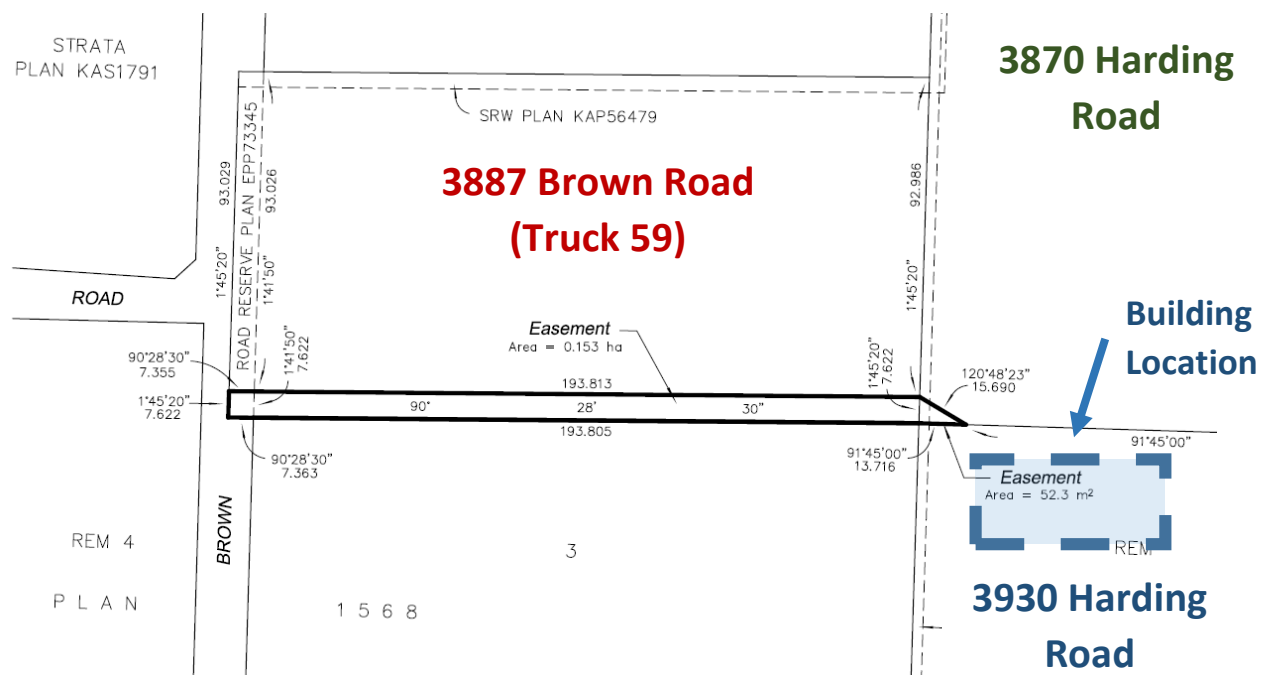 STRATA
PLAN KAS1791
3870 Harding
Road
SRW PLAN KAP56479
ROAD RESERVE PLAN EPP73345
93.029
93.026
92.986
3887 Brown Road
(Truck 59)
1°45'20"
1°41'50"
1°45'20"
ROAD
Building
Location
Easement
Area = 0.153 ha
1°41'50"
7.622
1°45'20"
7.622
90°28'30"
7.355
120°48'23"
15.690
193.813
1°45'20"
7.622
90° 28' 30"
193.805
90°28'30"
7.363
91°45'00"
13.716
91°45'00"
Easement
Area = 52.3 m²
BROWN
REM 4
3
REM
PLAN
1568
3930 Harding
Road